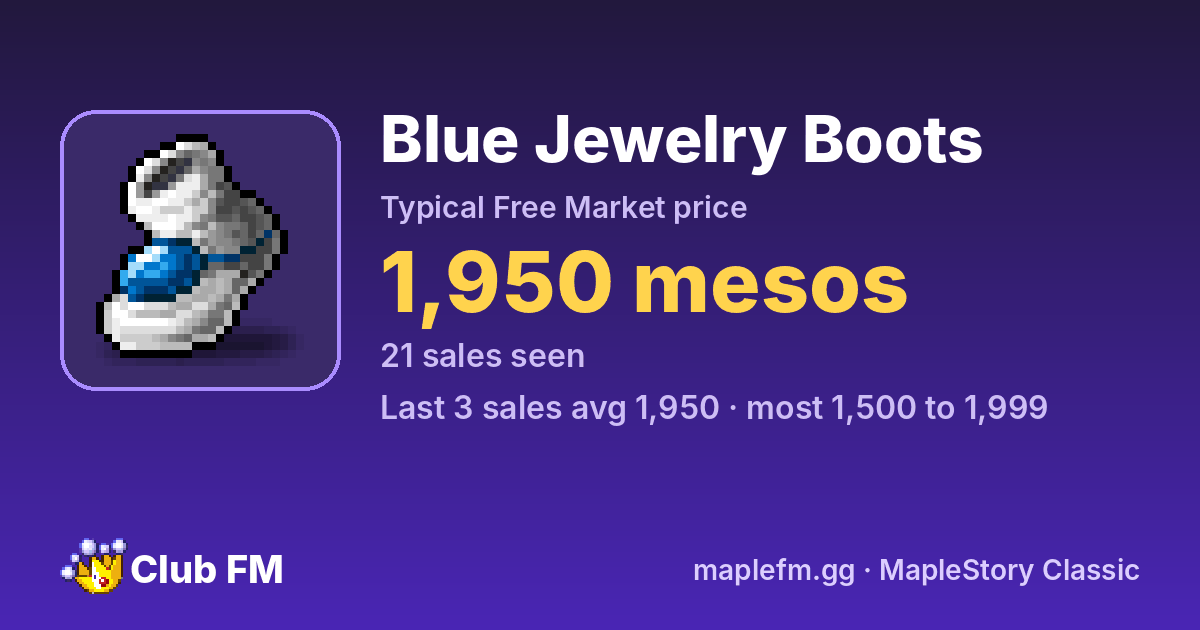 Blue Jewelry Boots
Typical Free Market price
1,950 mesos
21 sales seen
Last 3 sales avg 1,950 · most 1,500 to 1,999
Club FM
maplefm.gg · MapleStory Classic